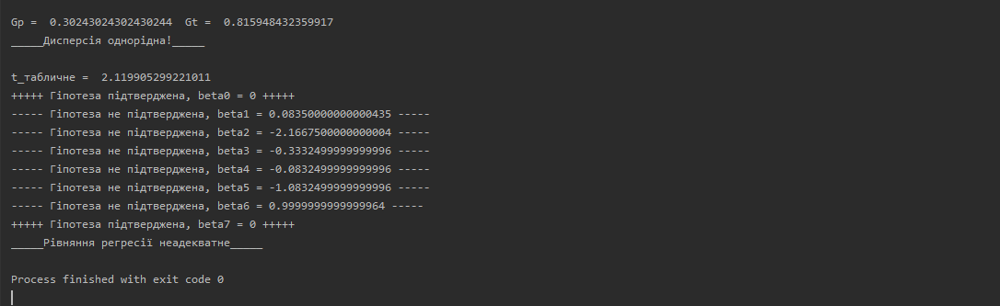 Gp =  0.30243024302430244  Gt =  0.815948432359917
_____Дисперсія однорідна!_____
t_табличне =  2.119905299221011
+++++ Гіпотеза підтверджена, beta0 = 0 +++++
----- Гіпотеза не підтверджена, beta1 = 0.08350000000000435 -----
----- Гіпотеза не підтверджена, beta2 = -2.1667500000000004 -----
----- Гіпотеза не підтверджена, beta3 = -0.3332499999999996 -----
----- Гіпотеза не підтверджена, beta4 = -0.0832499999999996 -----
----- Гіпотеза не підтверджена, beta5 = -1.0832499999999996 -----
----- Гіпотеза не підтверджена, beta6 = 0.9999999999999964 -----
+++++ Гіпотеза підтверджена, beta7 = 0 +++++
_____Рівняння регресії неадекватне_____
Process finished with exit code 0